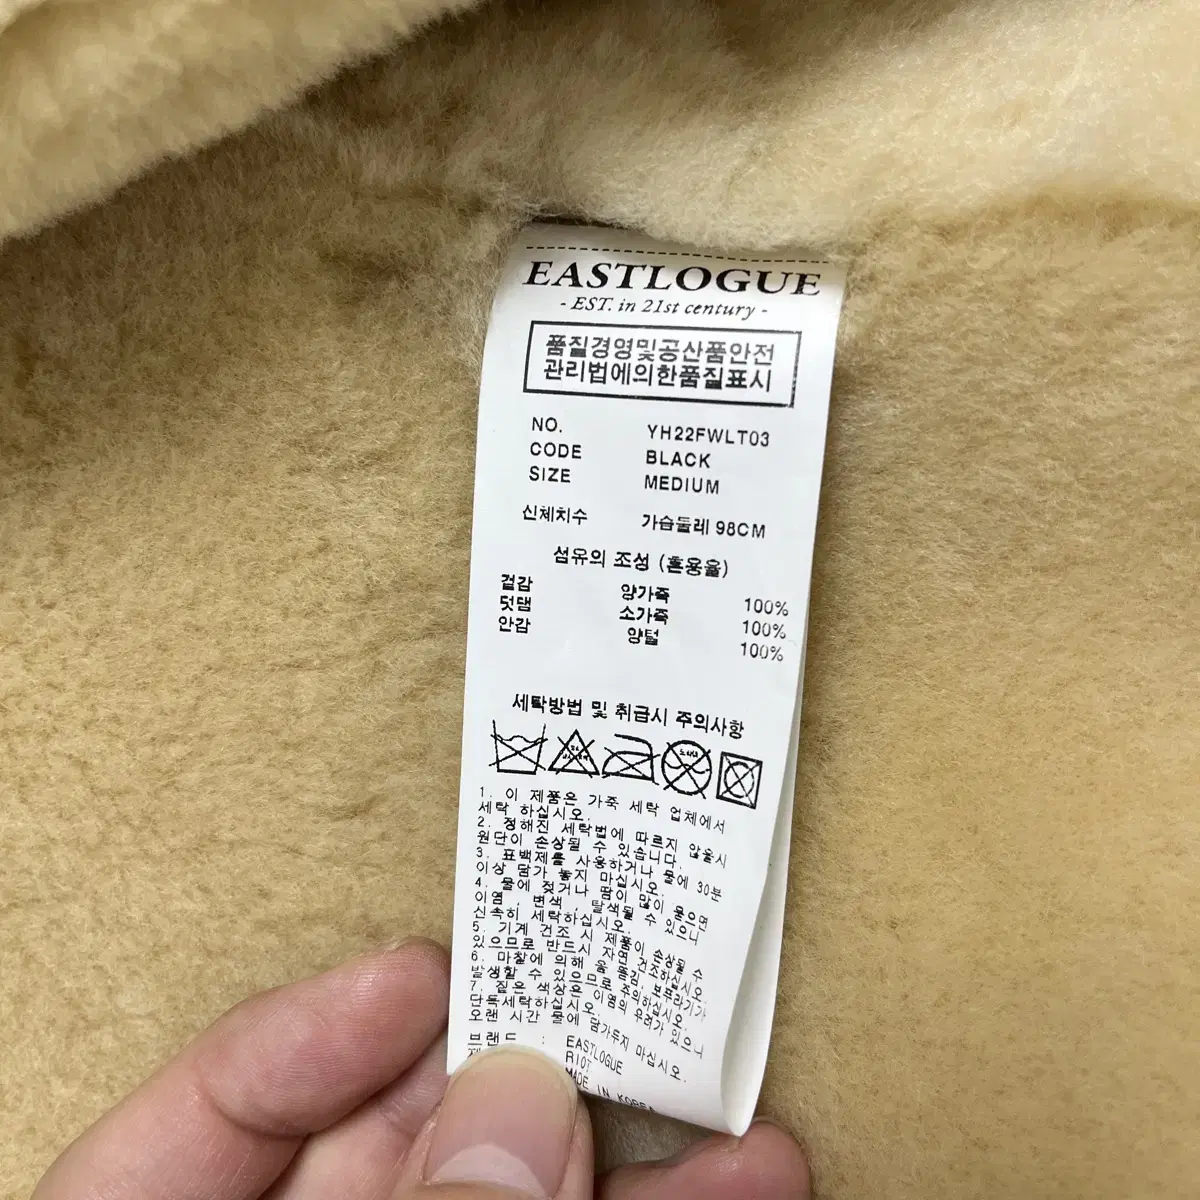 EASTLOGUE
- EST. in 21st century -
품질경영및공산품안전
관리법에의한품질표시
NO. YH22FWLT03
CODE BLACK
SIZE MEDIUM
신체치수 가슴둘레 98CM
섬유의 조성 (혼용율)
겉감 양가죽 100%
덧댐 소가죽 100%
안감 양털 100%
세탁방법 및 취급시 주의사항
1. 이 제품은 가죽 세탁 업체에서
세탁 하십시오.
2. 정해진 세탁법에 따르지 않을시
원단이 손상될 수 있습니다.
3. 표백제를 사용하거나 물에 30분
이상 담가 놓지 마십시오.
4. 물에 젖거나 땀이 많이 묻으면
이염, 변색, 탈색될 수 있으니
신속히 세탁하십시오.
5. 기계 건조 시 제품이 손상될 수
있으므로 반드시 자연 건조하십시오.
6. 마찰에 의해 올 뜯김, 보푸라기가
발생할 수 있으므로 주의하십시오.
7. 짙은 색상은 이염의 우려가 있으니
단독세탁하십시오.
오랜 시간 물에 담가두지 마십시오.
브랜드 : EASTLOGUE
RIOT
MADE IN KOREA